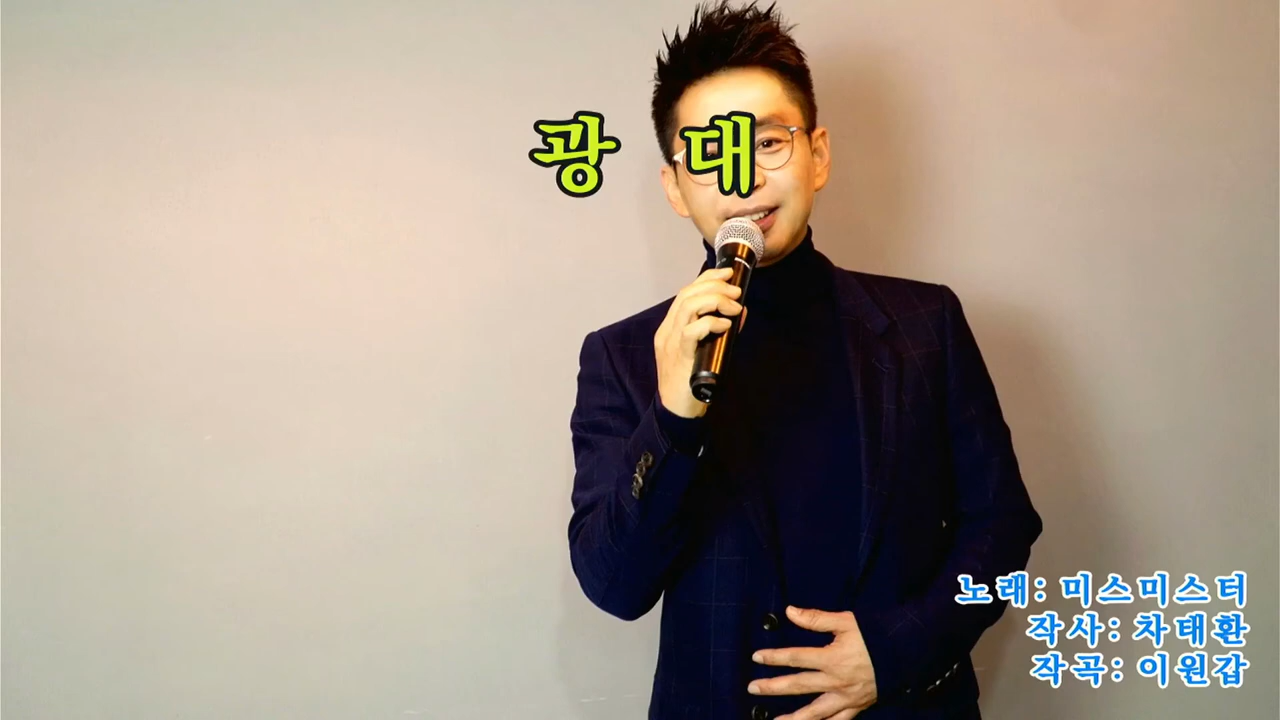 광 대
노래: 미스미스터
작사: 차태환
작곡: 이원갑